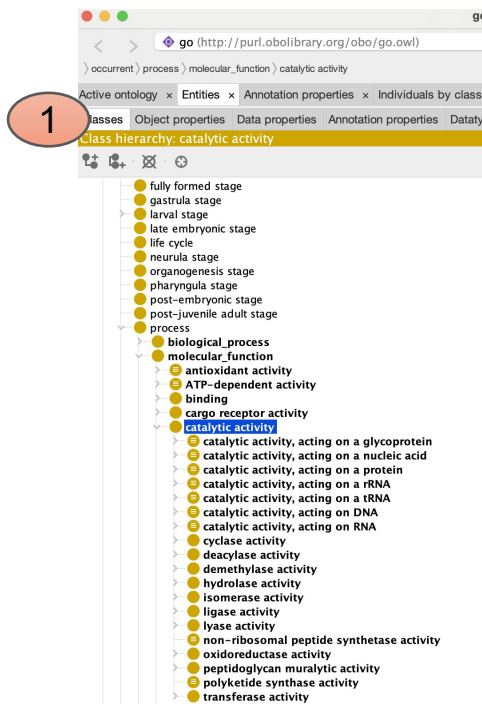 go
go (http://purl.obolibrary.org/obo/go.owl)
occurrent process molecular_function catalytic activity
Active ontology × Entities × Annotation properties × Individuals by class
1
Object properties Data properties Annotation properties
Class hierarchy: catalytic activity
fully formed stage
gastrula stage
larval stage
late embryonic stage
life cycle
neurula stage
organogenesis stage
pharyngula stage
post-embryonic stage
post-juvenile adult stage
process
biological_process
molecular_function
antioxidant activity
ATP-dependent activity
binding
cargo receptor activity
catalytic activity
catalytic activity, acting on a glycoprotein
catalytic activity, acting on a nucleic acid
catalytic activity, acting on a protein
catalytic activity, acting on a rRNA
catalytic activity, acting on a tRNA
catalytic activity, acting on DNA
catalytic activity, acting on RNA
cyclase activity
deacylase activity
demethylase activity
hydrolase activity
isomerase activity
ligase activity
lyase activity
non-ribosomal peptide synthetase activity
oxidoreductase activity
peptidoglycan muralytic activity
polyketide synthase activity
transferase activity